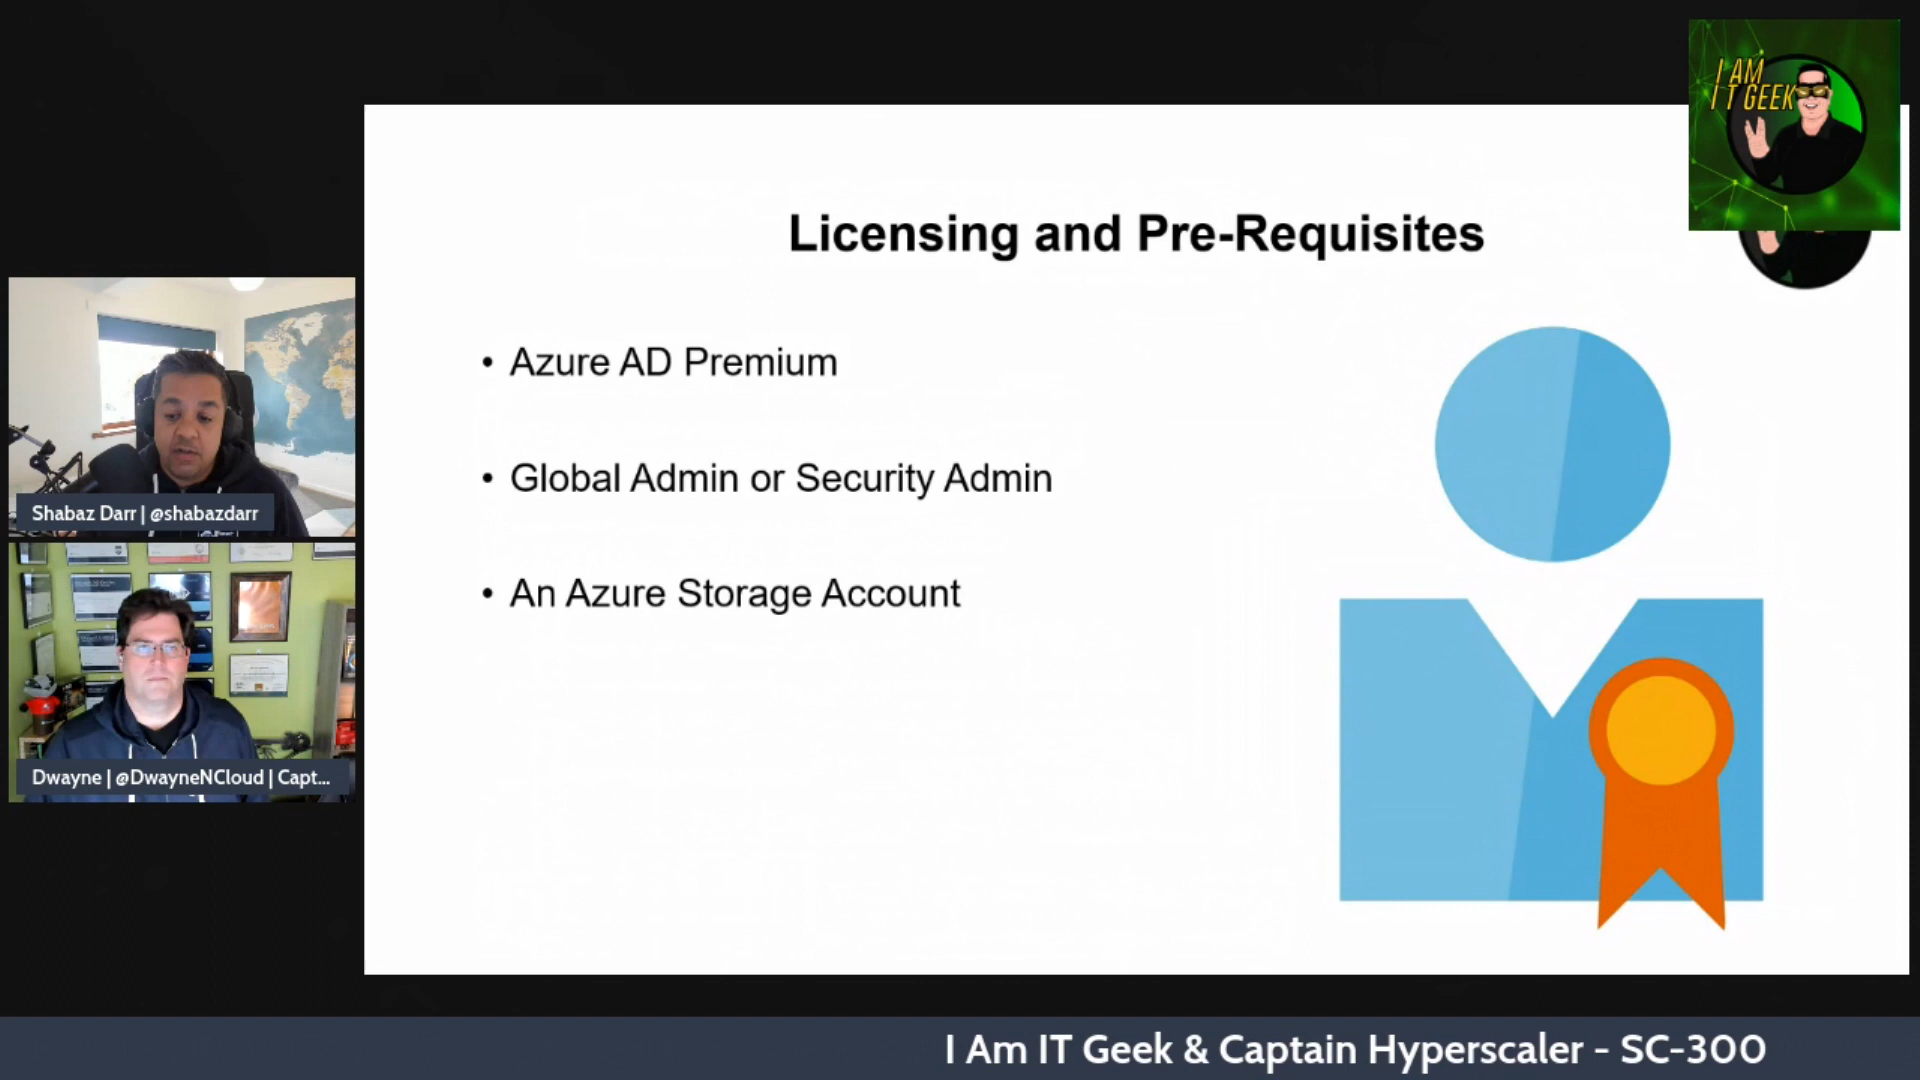 I AM
IT GEEK
Licensing and Pre-Requisites
• Azure AD Premium
• Global Admin or Security Admin
• An Azure Storage Account
Shabaz Darr | @shabazdarr
Dwayne | @DwayneNCloud | Capt...
I Am IT Geek & Captain Hyperscaler - SC-300